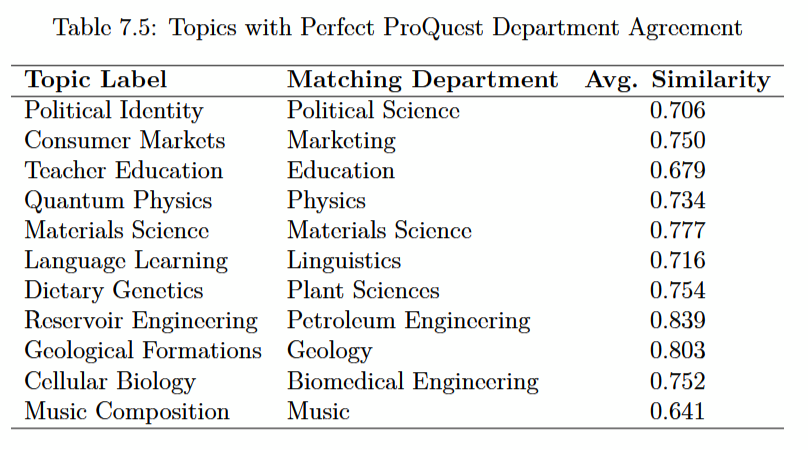 Table 7.5: Topics with Perfect ProQuest Department Agreement
Topic Label Matching Department Avg. Similarity
Political Identity Political Science 0.706
Consumer Markets Marketing 0.750
Teacher Education Education 0.679
Quantum Physics Physics 0.734
Materials Science Materials Science 0.777
Language Learning Linguistics 0.716
Dietary Genetics Plant Sciences 0.754
Reservoir Engineering Petroleum Engineering 0.839
Geological Formations Geology 0.803
Cellular Biology Biomedical Engineering 0.752
Music Composition Music 0.641